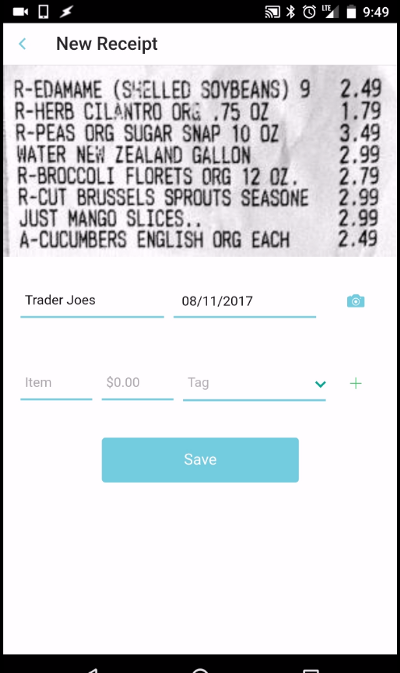 LTE 9:49
New Receipt
R-EDAMAME (SHELLED SOYBEANS) 9 2.49
R-HERB CILANTRO ORG .75 OZ 1.79
R-PEAS ORG SUGAR SNAP 10 OZ 3.49
WATER NEW ZEALAND GALLON 2.99
R-BROCCOLI FLORETS ORG 12 OZ. 2.79
R-CUT BRUSSELS SPROUTS SEASONE 2.99
JUST MANGO SLICES.. 2.99
A-CUCUMBERS ENGLISH ORG EACH 2.49
Trader Joes 08/11/2017
Item $0.00 Tag
Save